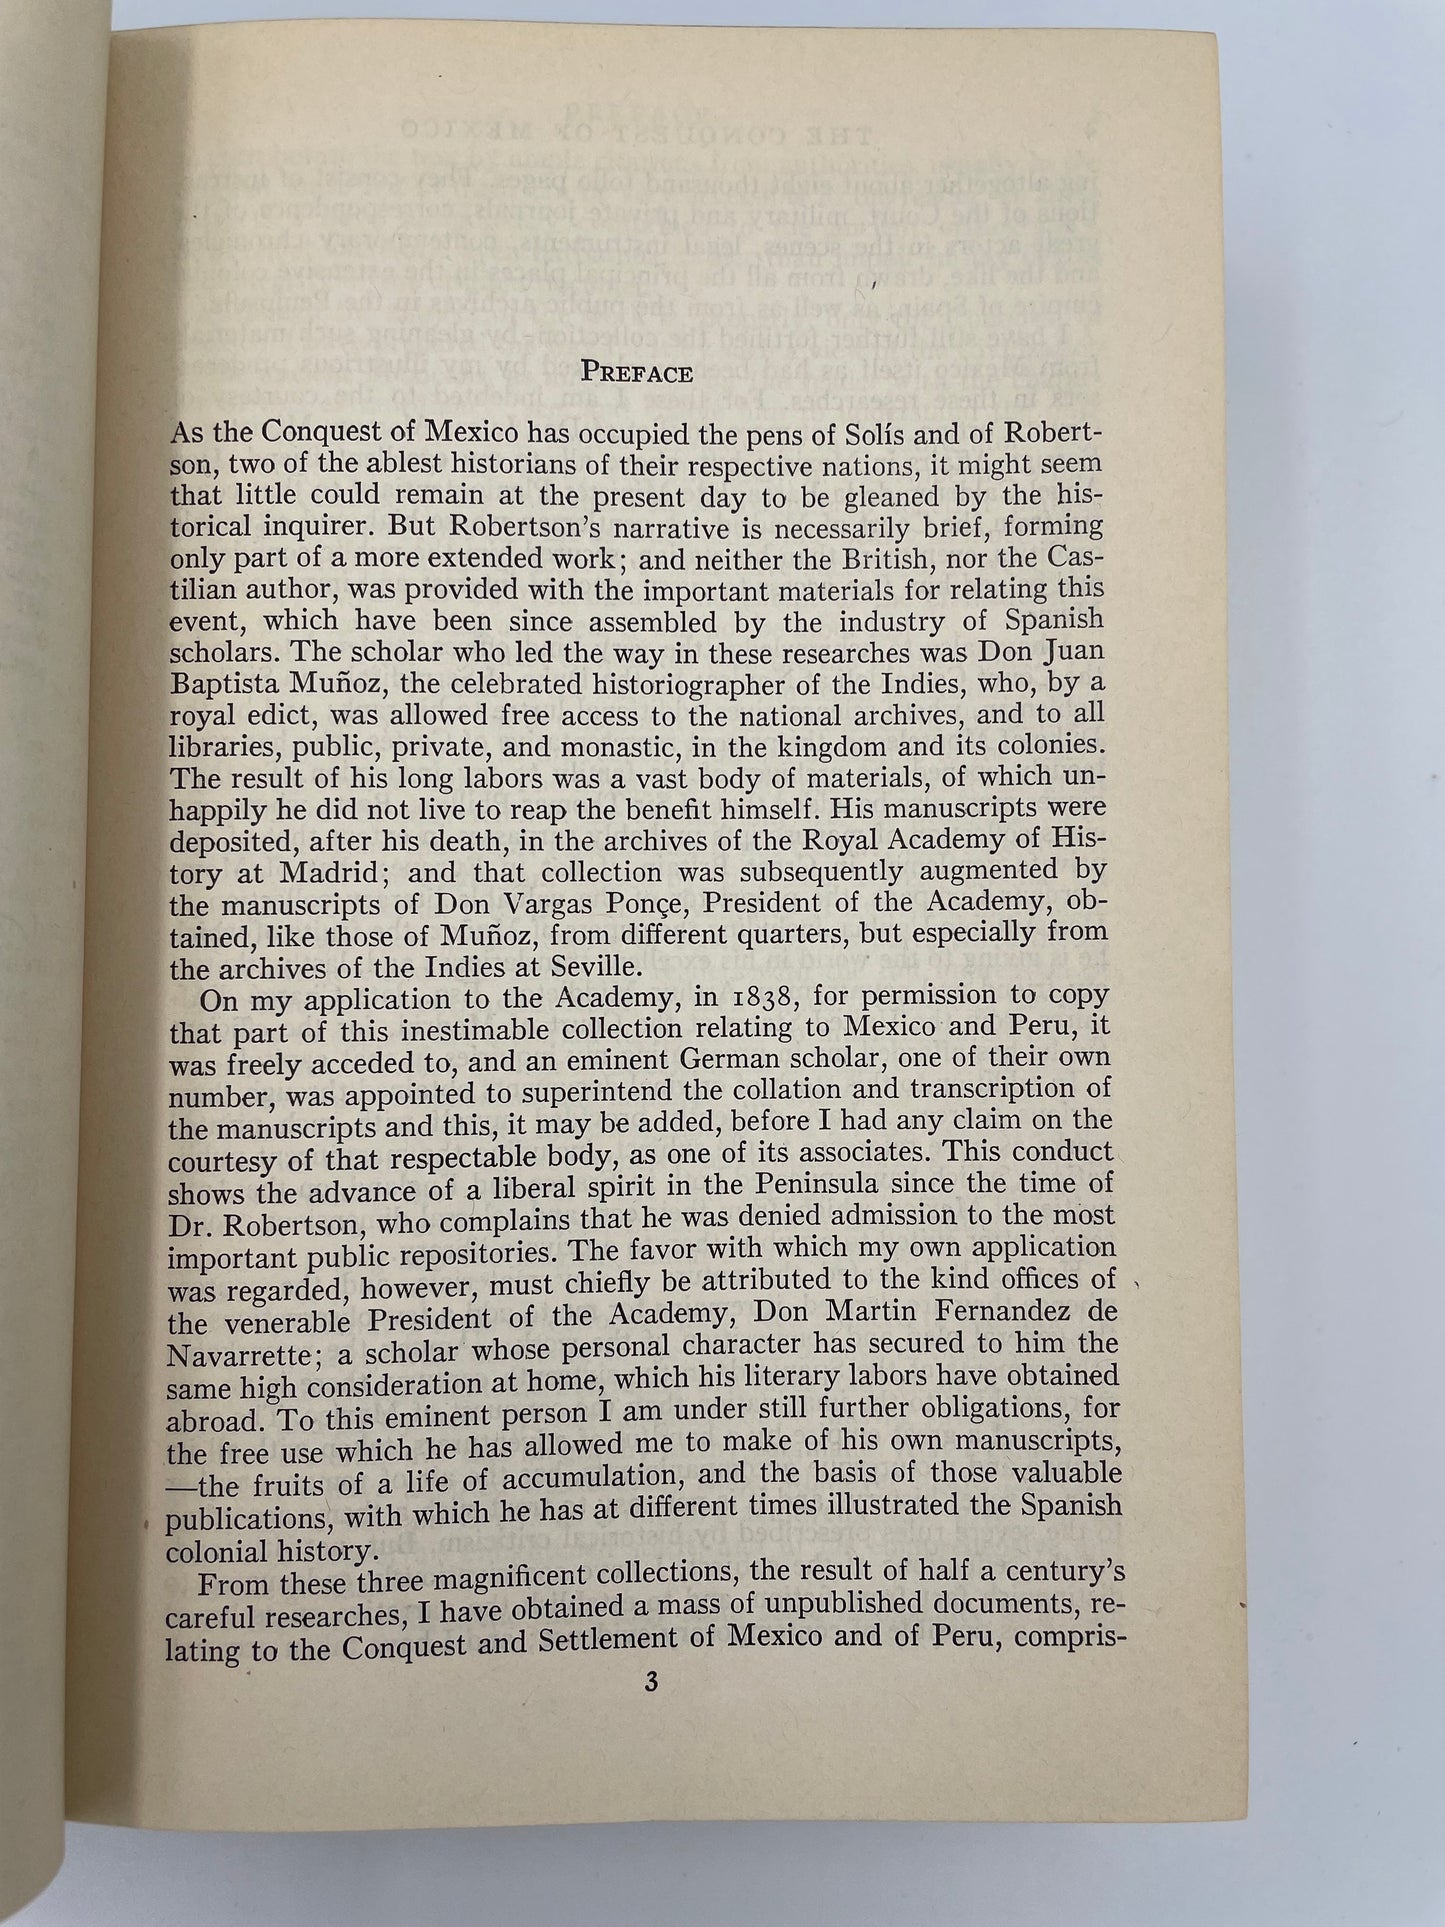 PREFACE
As the Conquest of Mexico has occupied the pens of Solís and of Robert-
son, two of the ablest historians of their respective nations, it might seem
that little could remain at the present day to be gleaned by the his-
torical inquirer. But Robertson's narrative is necessarily brief, forming
only part of a more extended work; and neither the British, nor the Cas-
tilian author, was provided with the important materials for relating this
event, which have been since assembled by the industry of Spanish
scholars. The scholar who led the way in these researches was Don Juan
Baptista Muñoz, the celebrated historiographer of the Indies, who, by a
royal edict, was allowed free access to the national archives, and to all
libraries, public, private, and monastic, in the kingdom and its colonies.
The result of his long labors was a vast body of materials, of which un-
happily he did not live to reap the benefit himself. His manuscripts were
deposited, after his death, in the archives of the Royal Academy of His-
tory at Madrid; and that collection was subsequently augmented by
the manuscripts of Don Vargas Ponçe, President of the Academy, ob-
tained, like those of Muñoz, from different quarters, but especially from
the archives of the Indies at Seville.
On my application to the Academy, in 1838, for permission to copy
that part of this inestimable collection relating to Mexico and Peru, it
was freely acceded to, and an eminent German scholar, one of their own
number, was appointed to superintend the collation and transcription of
the manuscripts and this, it may be added, before I had any claim on the
courtesy of that respectable body, as one of its associates. This conduct
shows the advance of a liberal spirit in the Peninsula since the time of
Dr. Robertson, who complains that he was denied admission to the most
important public repositories. The favor with which my own application
was regarded, however, must chiefly be attributed to the kind offices of
the venerable President of the Academy, Don Martin Fernandez de
Navarrette; a scholar whose personal character has secured to him the
same high consideration at home, which his literary labors have obtained
abroad. To this eminent person I am under still further obligations, for
the free use which he has allowed me to make of his own manuscripts,
—the fruits of a life of accumulation, and the basis of those valuable
publications, with which he has at different times illustrated the Spanish
colonial history.
From these three magnificent collections, the result of half a century's
careful researches, I have obtained a mass of unpublished documents, re-
lating to the Conquest and Settlement of Mexico and of Peru, compris-
3